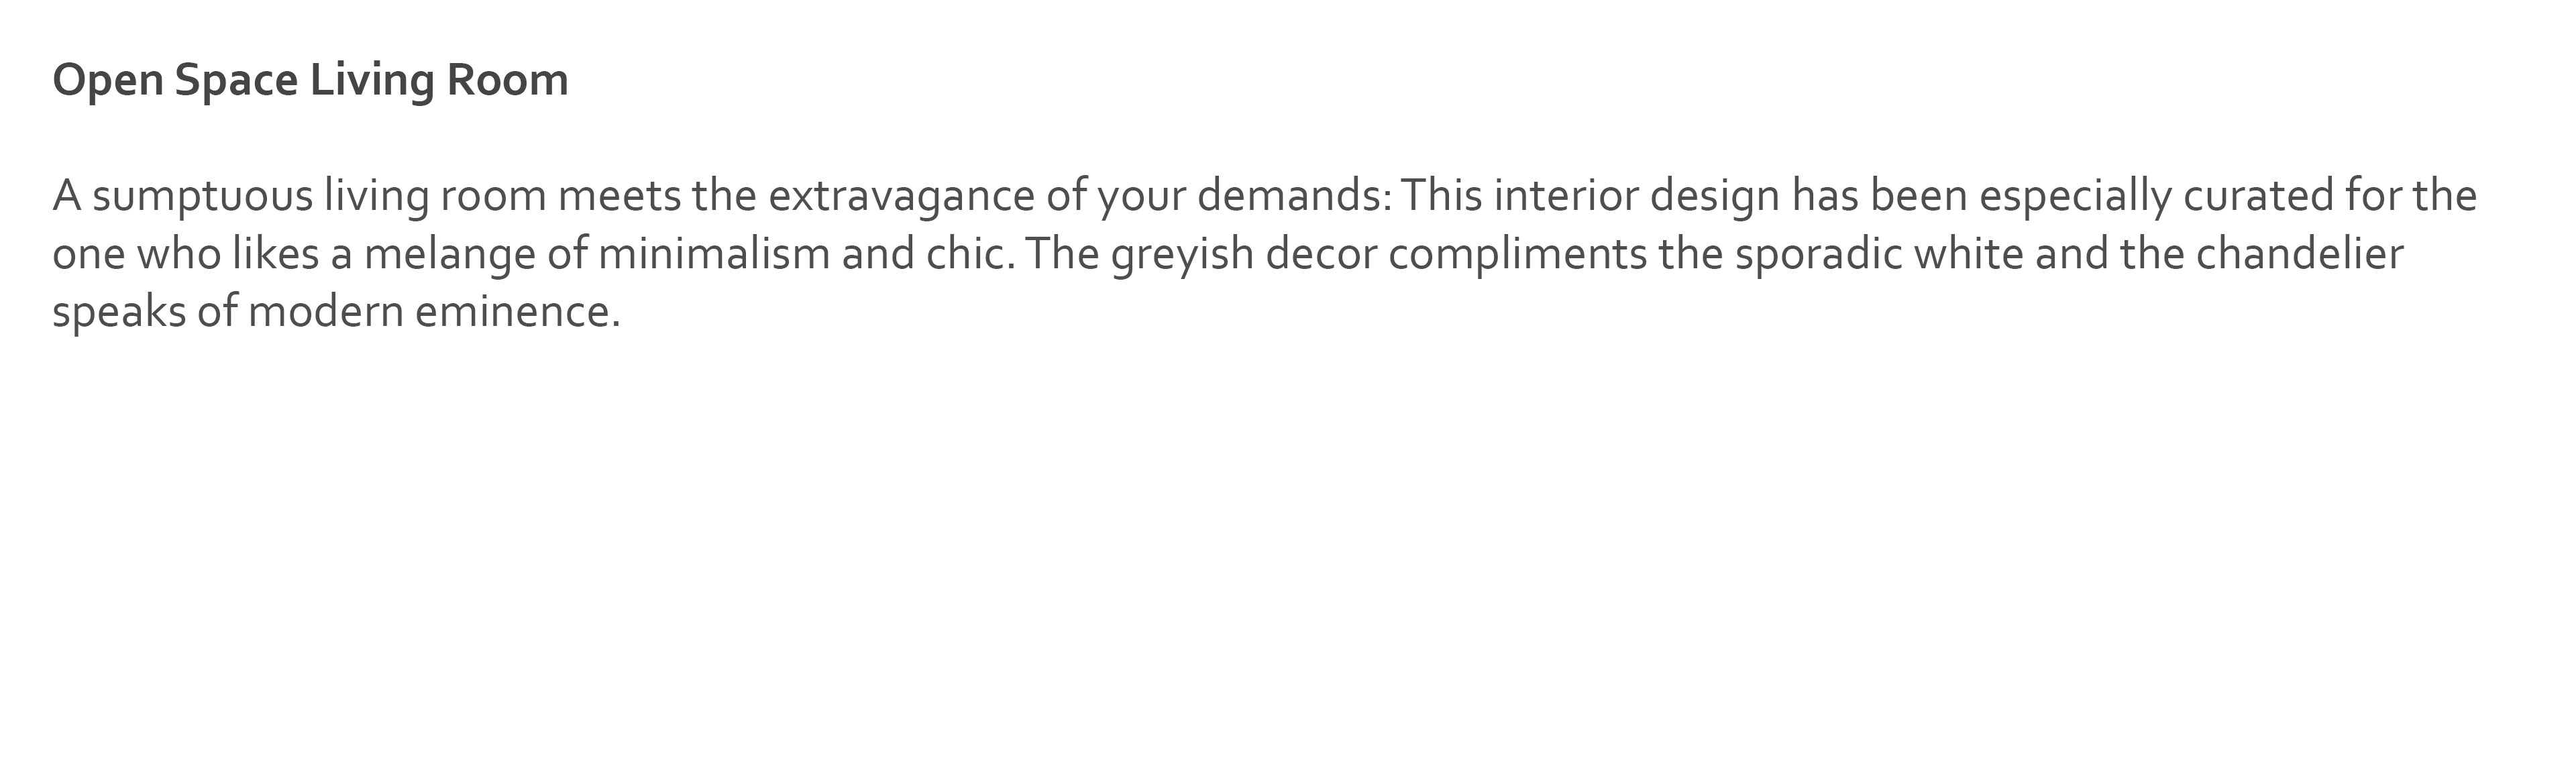 Open Space Living Room
A sumptuous living room meets the extravagance of your demands: This interior design has been especially curated for the
one who likes a melange of minimalism and chic. The greyish decor compliments the sporadic white and the chandelier
speaks of modern eminence.